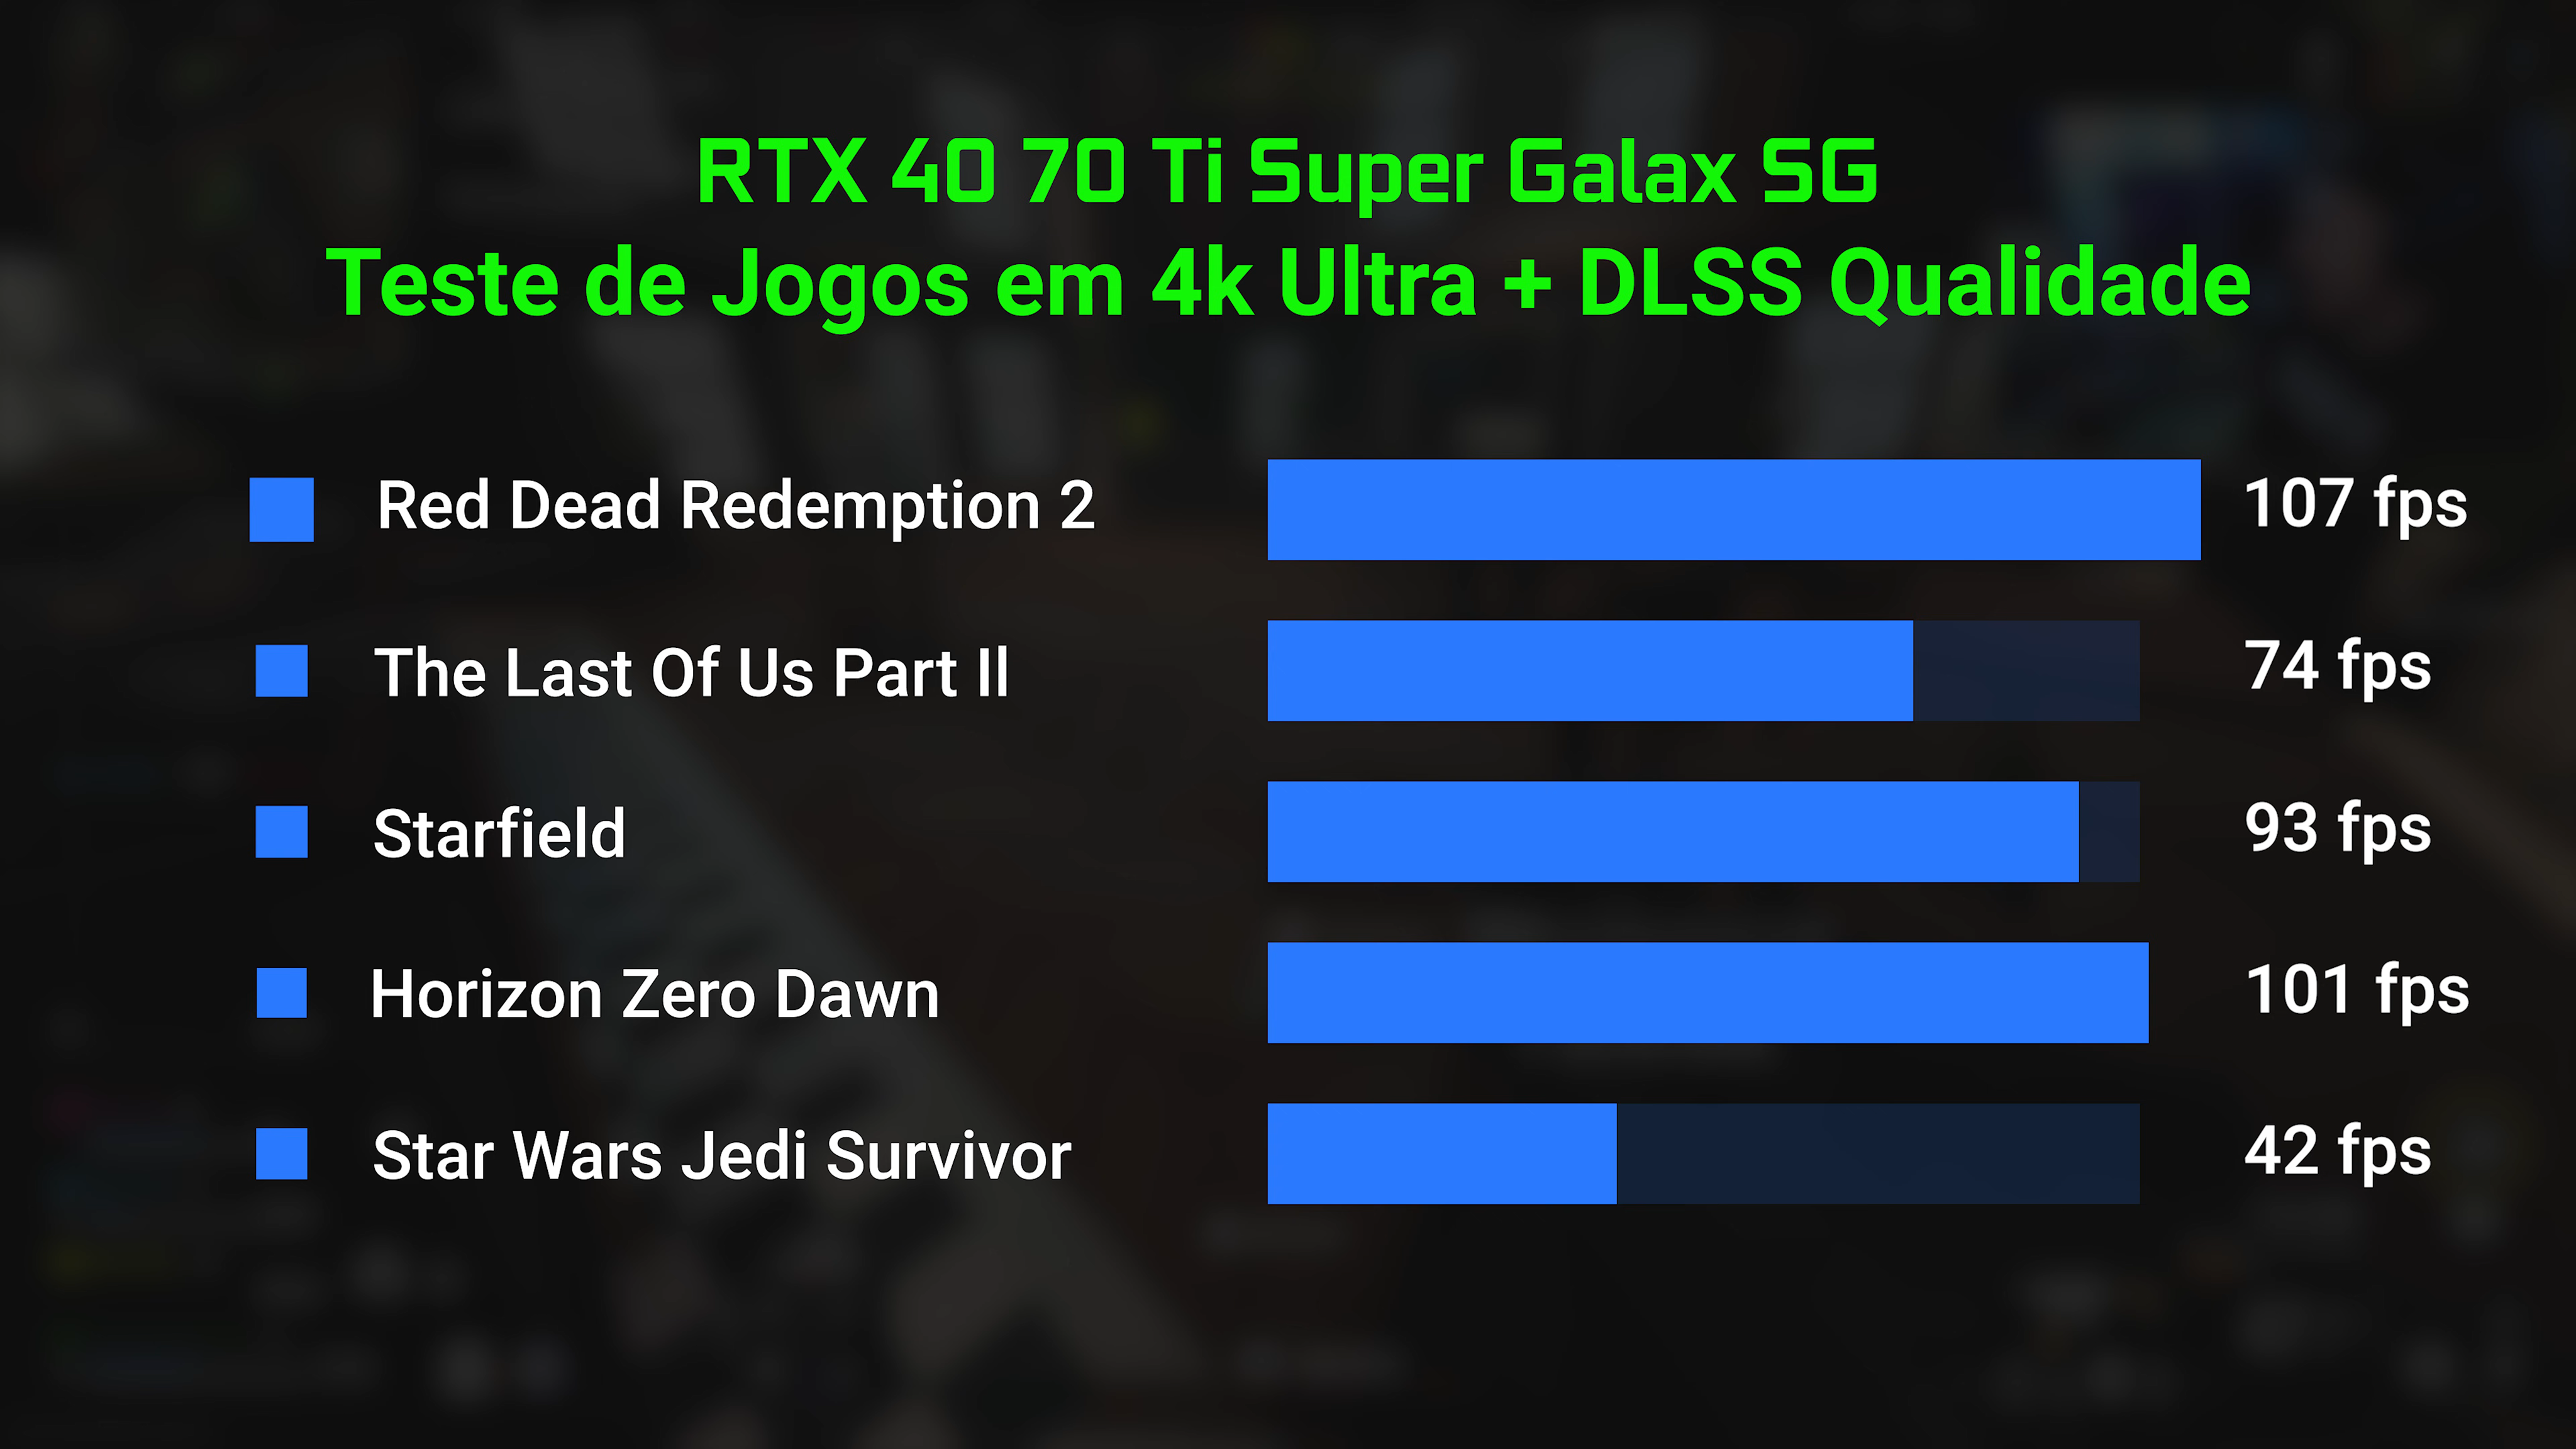 RTX 40 70 Ti Super Galax SG
Teste de Jogos em 4k Ultra + DLSS Qualidade
Red Dead Redemption 2 107 fps
The Last Of Us Part Il 74 fps
Starfield 93 fps
Horizon Zero Dawn 101 fps
Star Wars Jedi Survivor 42 fps